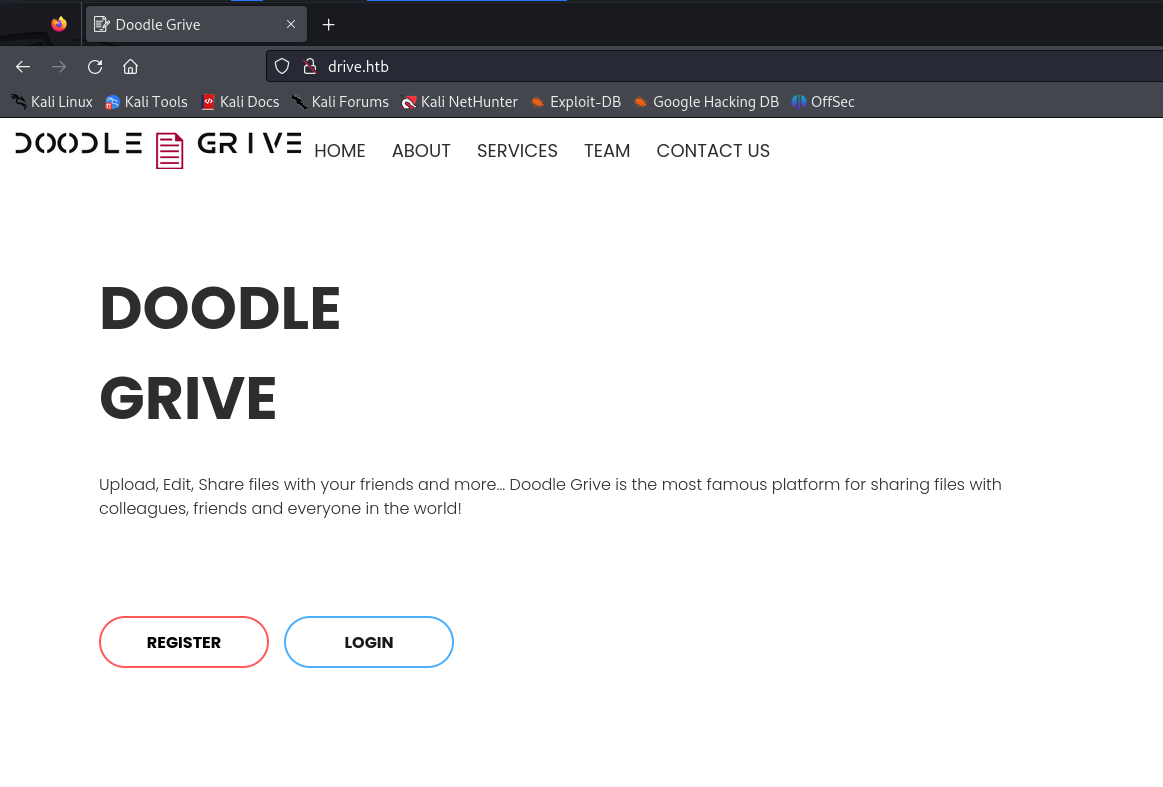 Doodle Grive
drive.htb
Kali Linux Kali Tools Kali Docs Kali Forums Kali NetHunter Exploit-DB Google Hacking DB OffSec
DOODLE GRIVE HOME ABOUT SERVICES TEAM CONTACT US
DOODLE
GRIVE
Upload, Edit, Share files with your friends and more... Doodle Grive is the most famous platform for sharing files with
colleagues, friends and everyone in the world!
REGISTER LOGIN